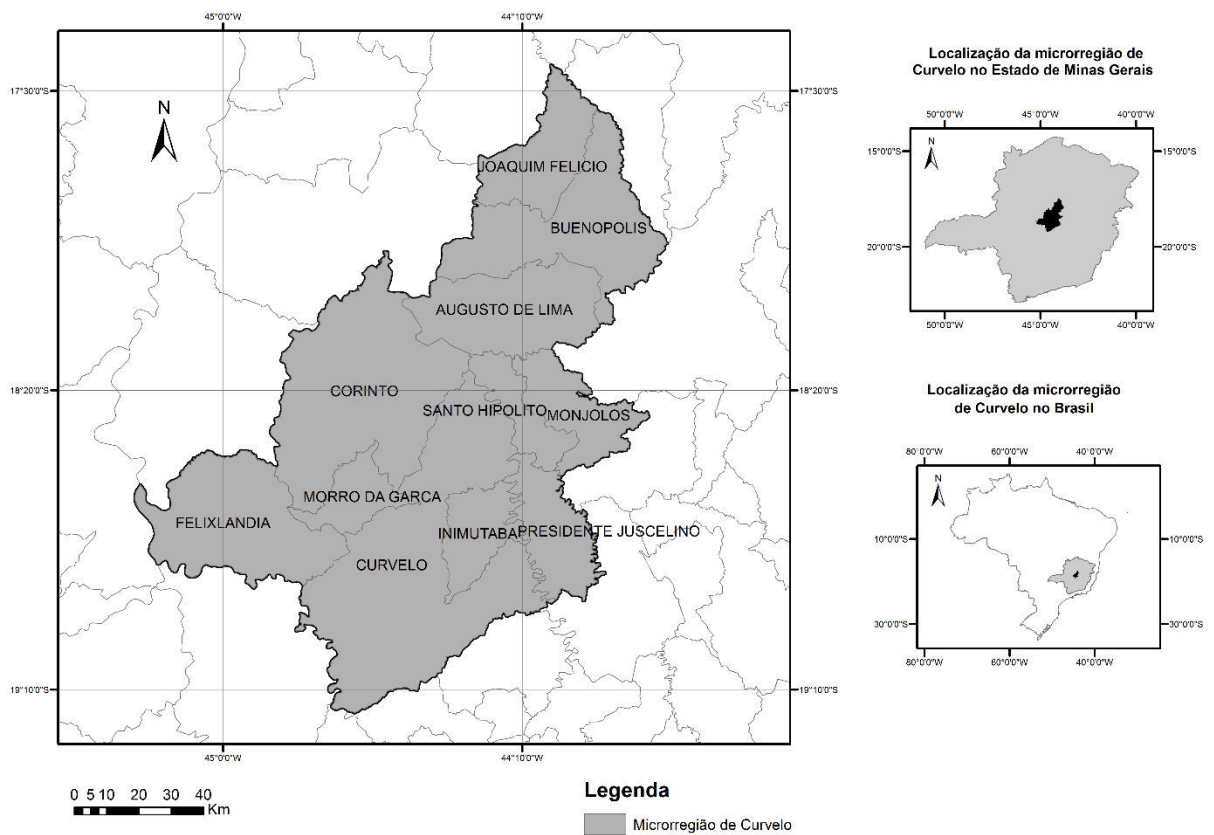 45°0'0"W 44°10'0"W
17°30'0"S 17°30'0"S
N
JOAQUIM FELICIO
BUENOPOLIS
AUGUSTO DE LIMA
18°20'0"S 18°20'0"S
CORINTO
SANTO HIPOLITO
MONJOLOS
MORRO DA GARCA
FELIXLANDIA
INIMUTABA
PRESIDENTE JUSCELINO
CURVELO
19°10'0"S 19°10'0"S
45°0'0"W 44°10'0"W
0 5 10 20 30 40
Km
Legenda
Microrregião de Curvelo
Localização da microrregião de
Curvelo no Estado de Minas Gerais
50°0'0"W 45°0'0"W 40°0'0"W
15°0'0"S 15°0'0"S
N
20°0'0"S 20°0'0"S
50°0'0"W 45°0'0"W 40°0'0"W
Localização da microrregião
de Curvelo no Brasil
80°0'0"W 60°0'0"W 40°0'0"W
N
10°0'0"S 10°0'0"S
30°0'0"S 30°0'0"S
80°0'0"W 60°0'0"W 40°0'0"W